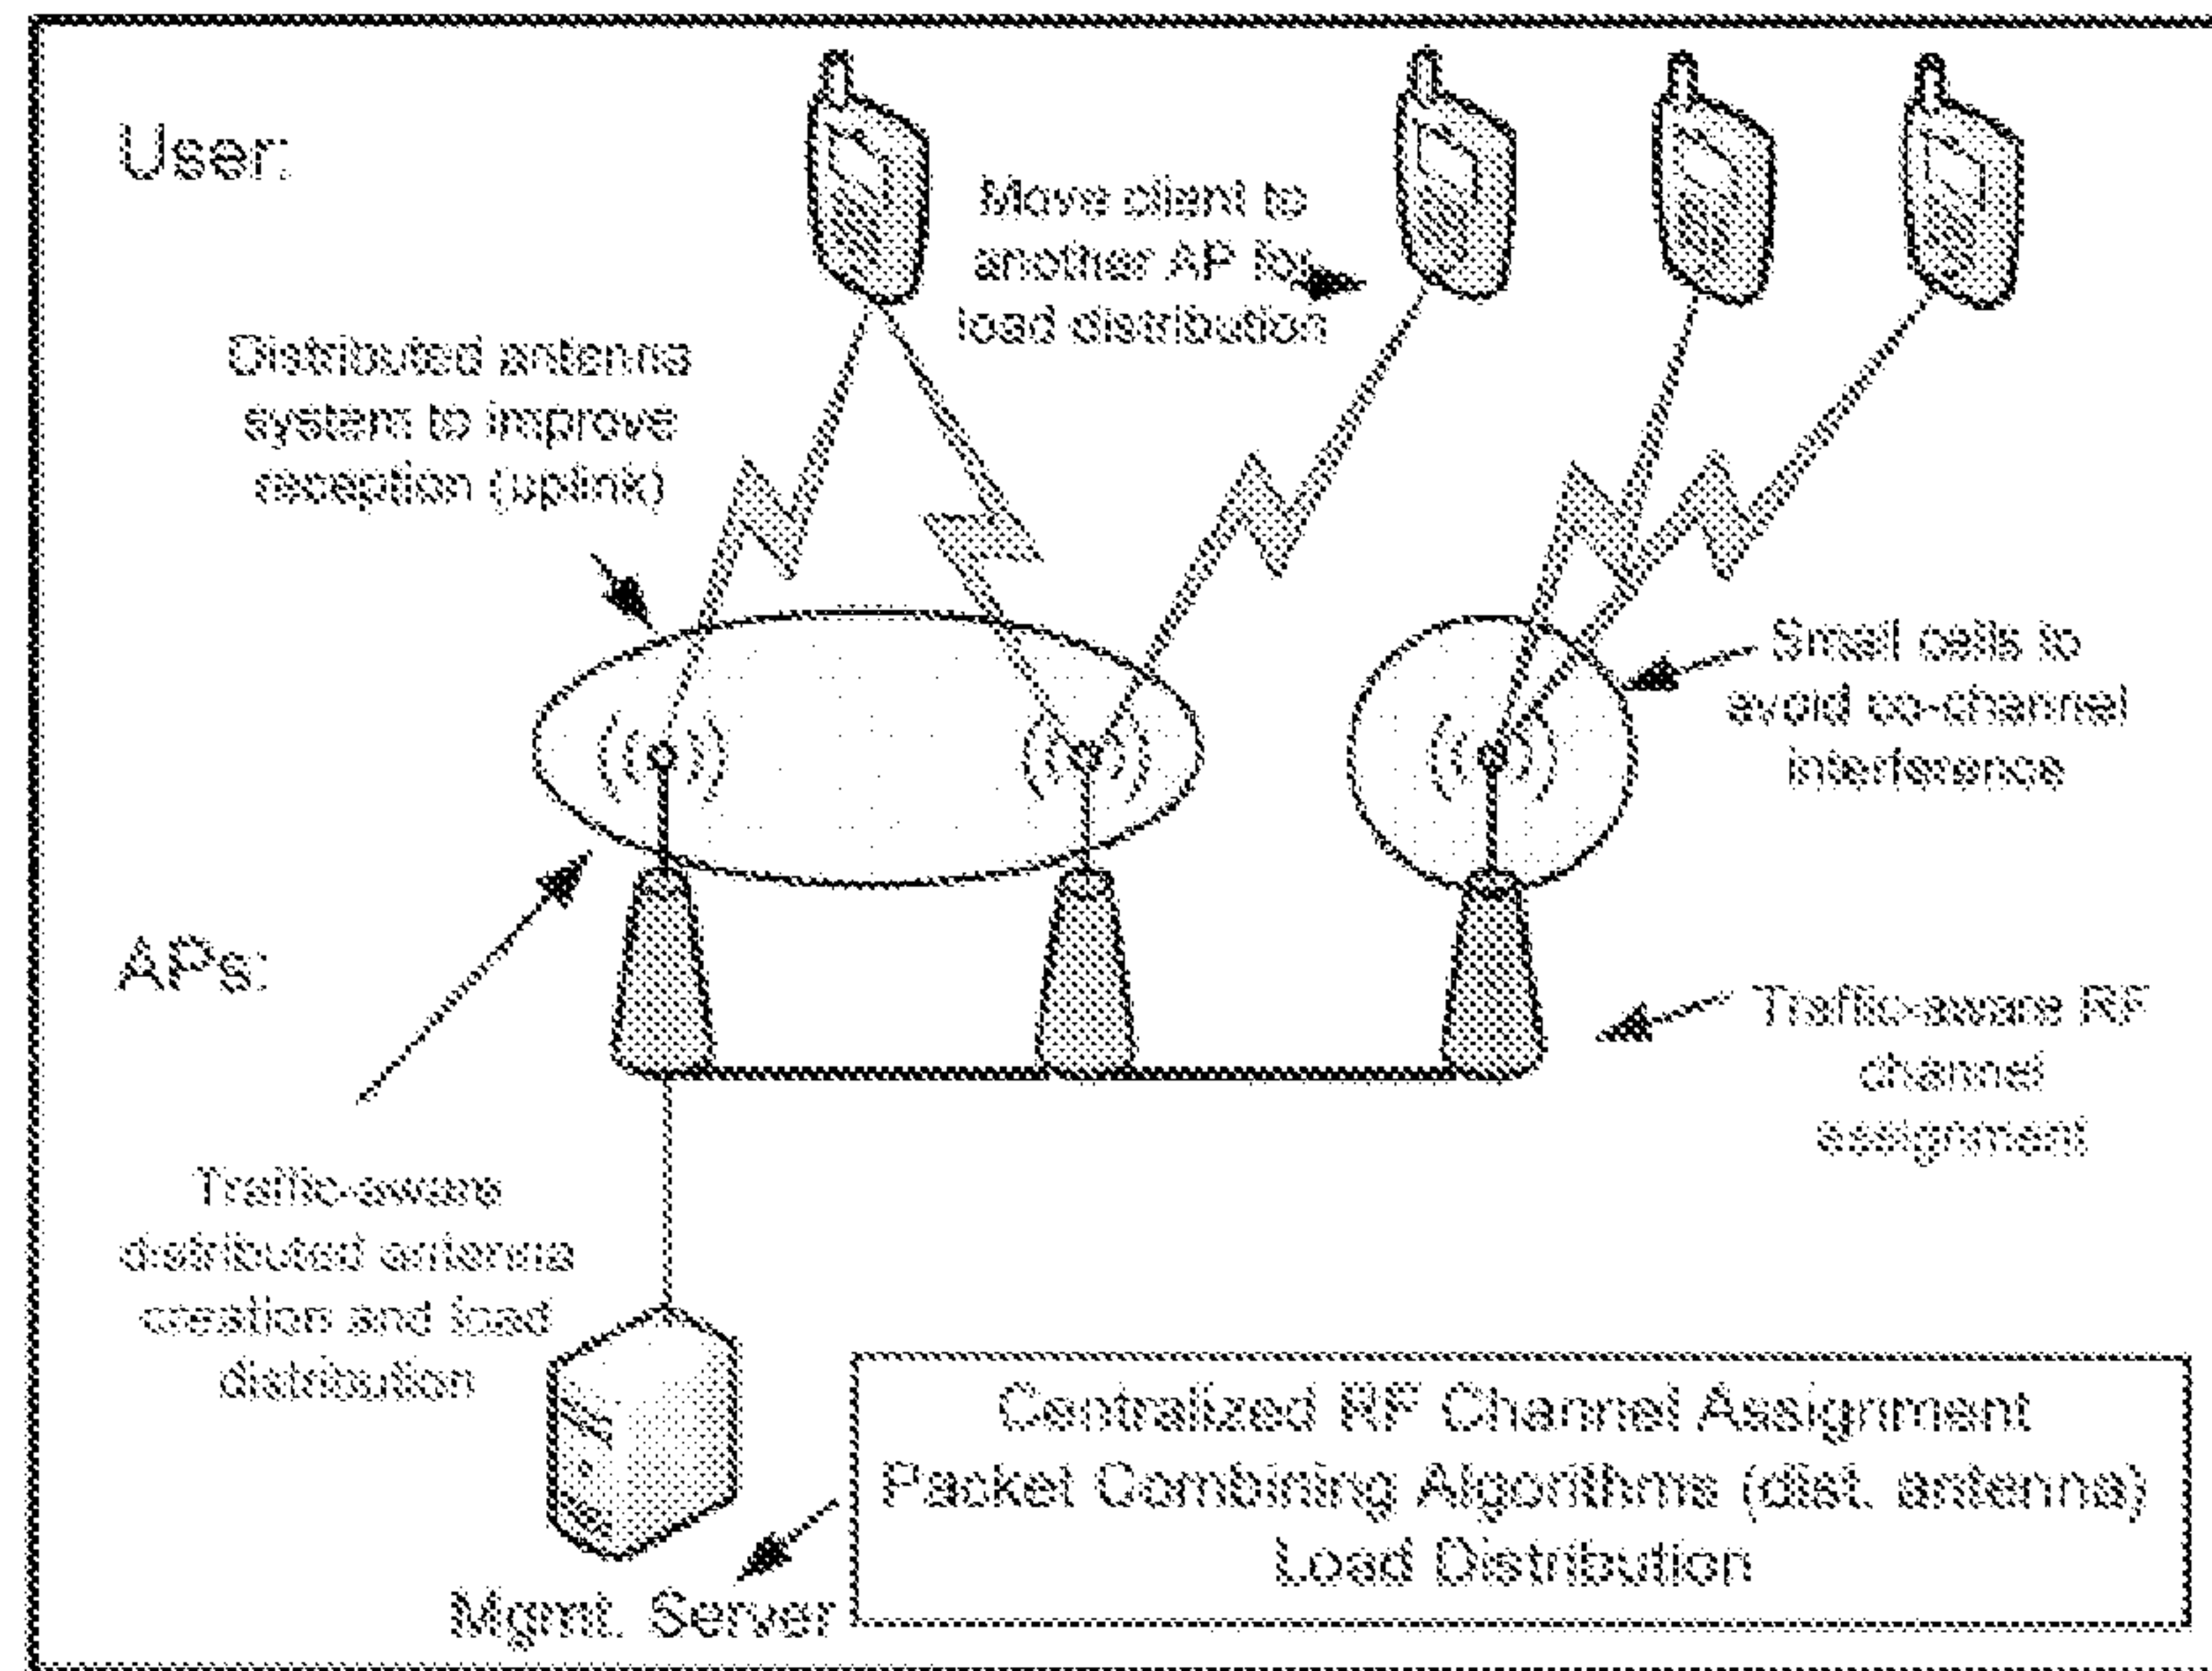 User:
Move client to
another AP for
load distribution
Distributed antenna
system to improve
reception (uplink)
Small cells to
avoid co-channel
interference
APs:
Traffic-aware RF
channel
assignment
Traffic-aware
distributed antenna
creation and load
distribution
Centralized RF Channel Assignment
Packet Combining Algorithms (dist. antenna)
Load Distribution
Mgmt. Server